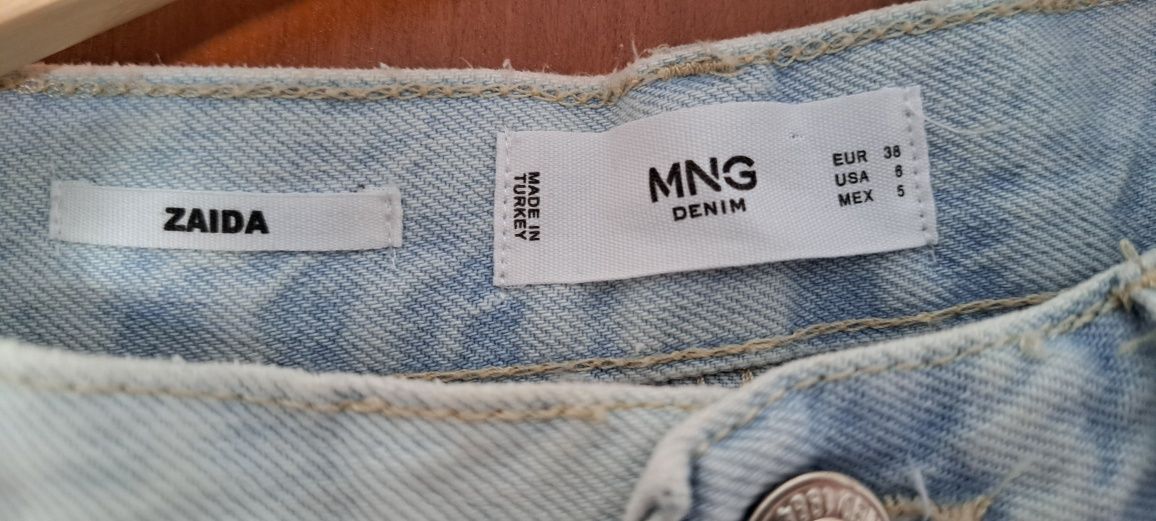 ZAIDA
MADE IN
TURKEY
MNG
DENIM
EUR 38
USA 6
MEX 5